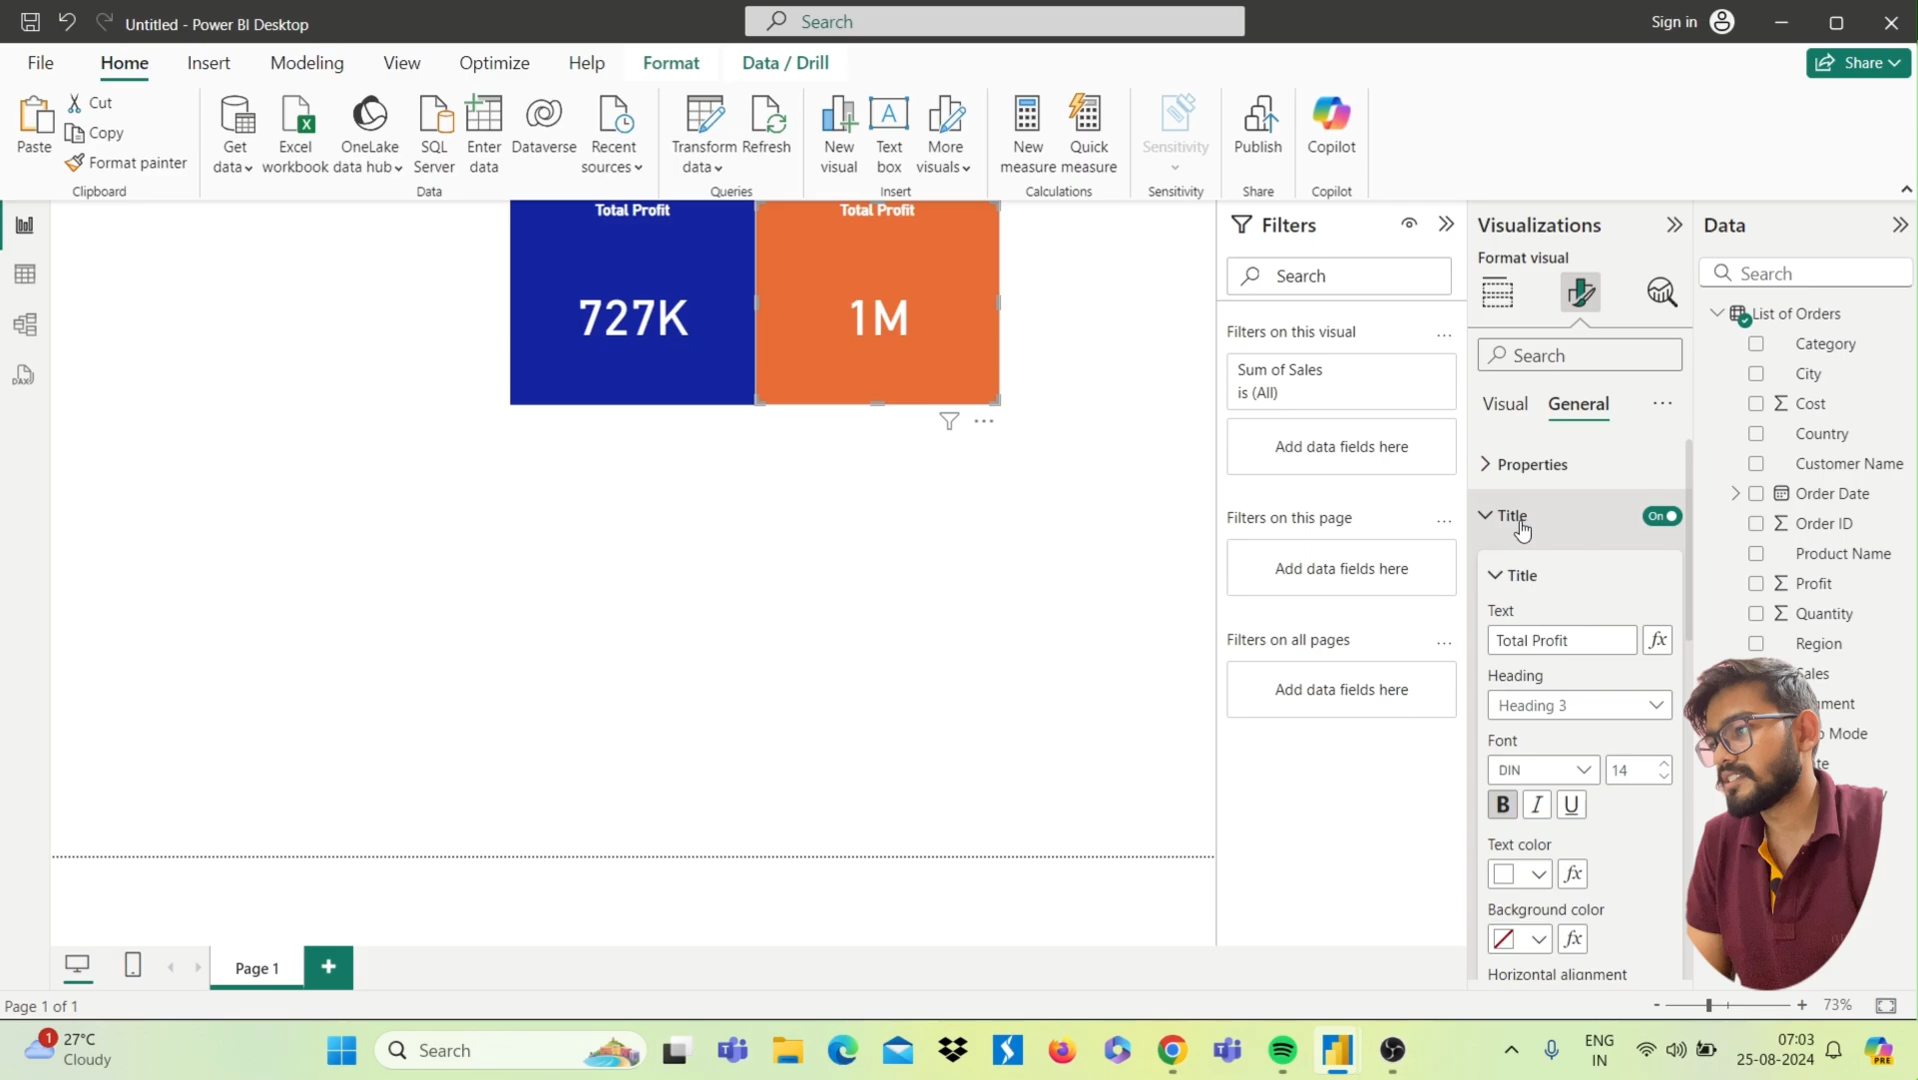 Untitled - Power BI Desktop
Search
Sign in
File
Home
Insert
Modeling
View
Optimize
Help
Format
Data / Drill
Share
Paste
Cut
Copy
Format painter
Clipboard
Get data
Excel workbook
OneLake data hub
SQL Server
Enter data
Dataverse
Recent sources
Data
Transform data
Refresh
Queries
New visual
Text box
More visuals
Insert
New measure
Quick measure
Calculations
Sensitivity
Sensitivity
Publish
Share
Copilot
Copilot
Total Profit
727K
Total Profit
1M
Filters
Search
Filters on this visual
Sum of Sales
is (All)
Add data fields here
Filters on this page
Add data fields here
Filters on all pages
Add data fields here
Visualizations
Format visual
Search
Visual
General
Properties
Title
On
Title
Text
Total Profit
fx
Heading
Heading 3
Font
DIN
14
B
I
U
Text color
fx
Background color
fx
Horizontal alignment
Data
Search
List of Orders
Category
City
Cost
Country
Customer Name
Order Date
Order ID
Product Name
Profit
Quantity
Region
Mode
DAX
Page 1
Page 1 of 1
73%
1
27°C
Cloudy
Search
ENG
IN
07:03
25-08-2024
PRE